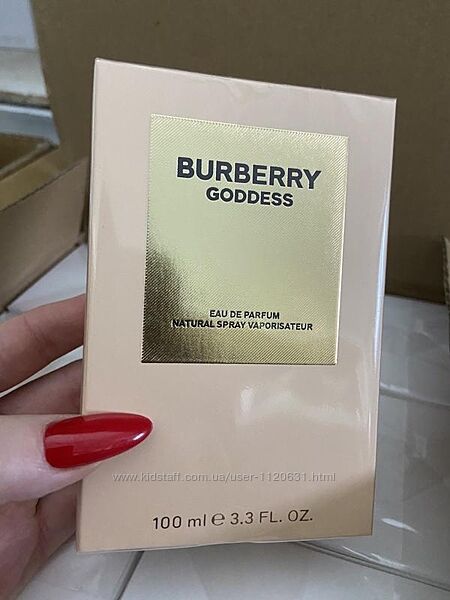 BURBERRY
GODDESS
EAU DE PARFUM
NATURAL SPRAY VAPORISATEUR
www.kidstaff.com.ua/user-1120631.html
100 ml ℮ 3.3 FL. OZ.